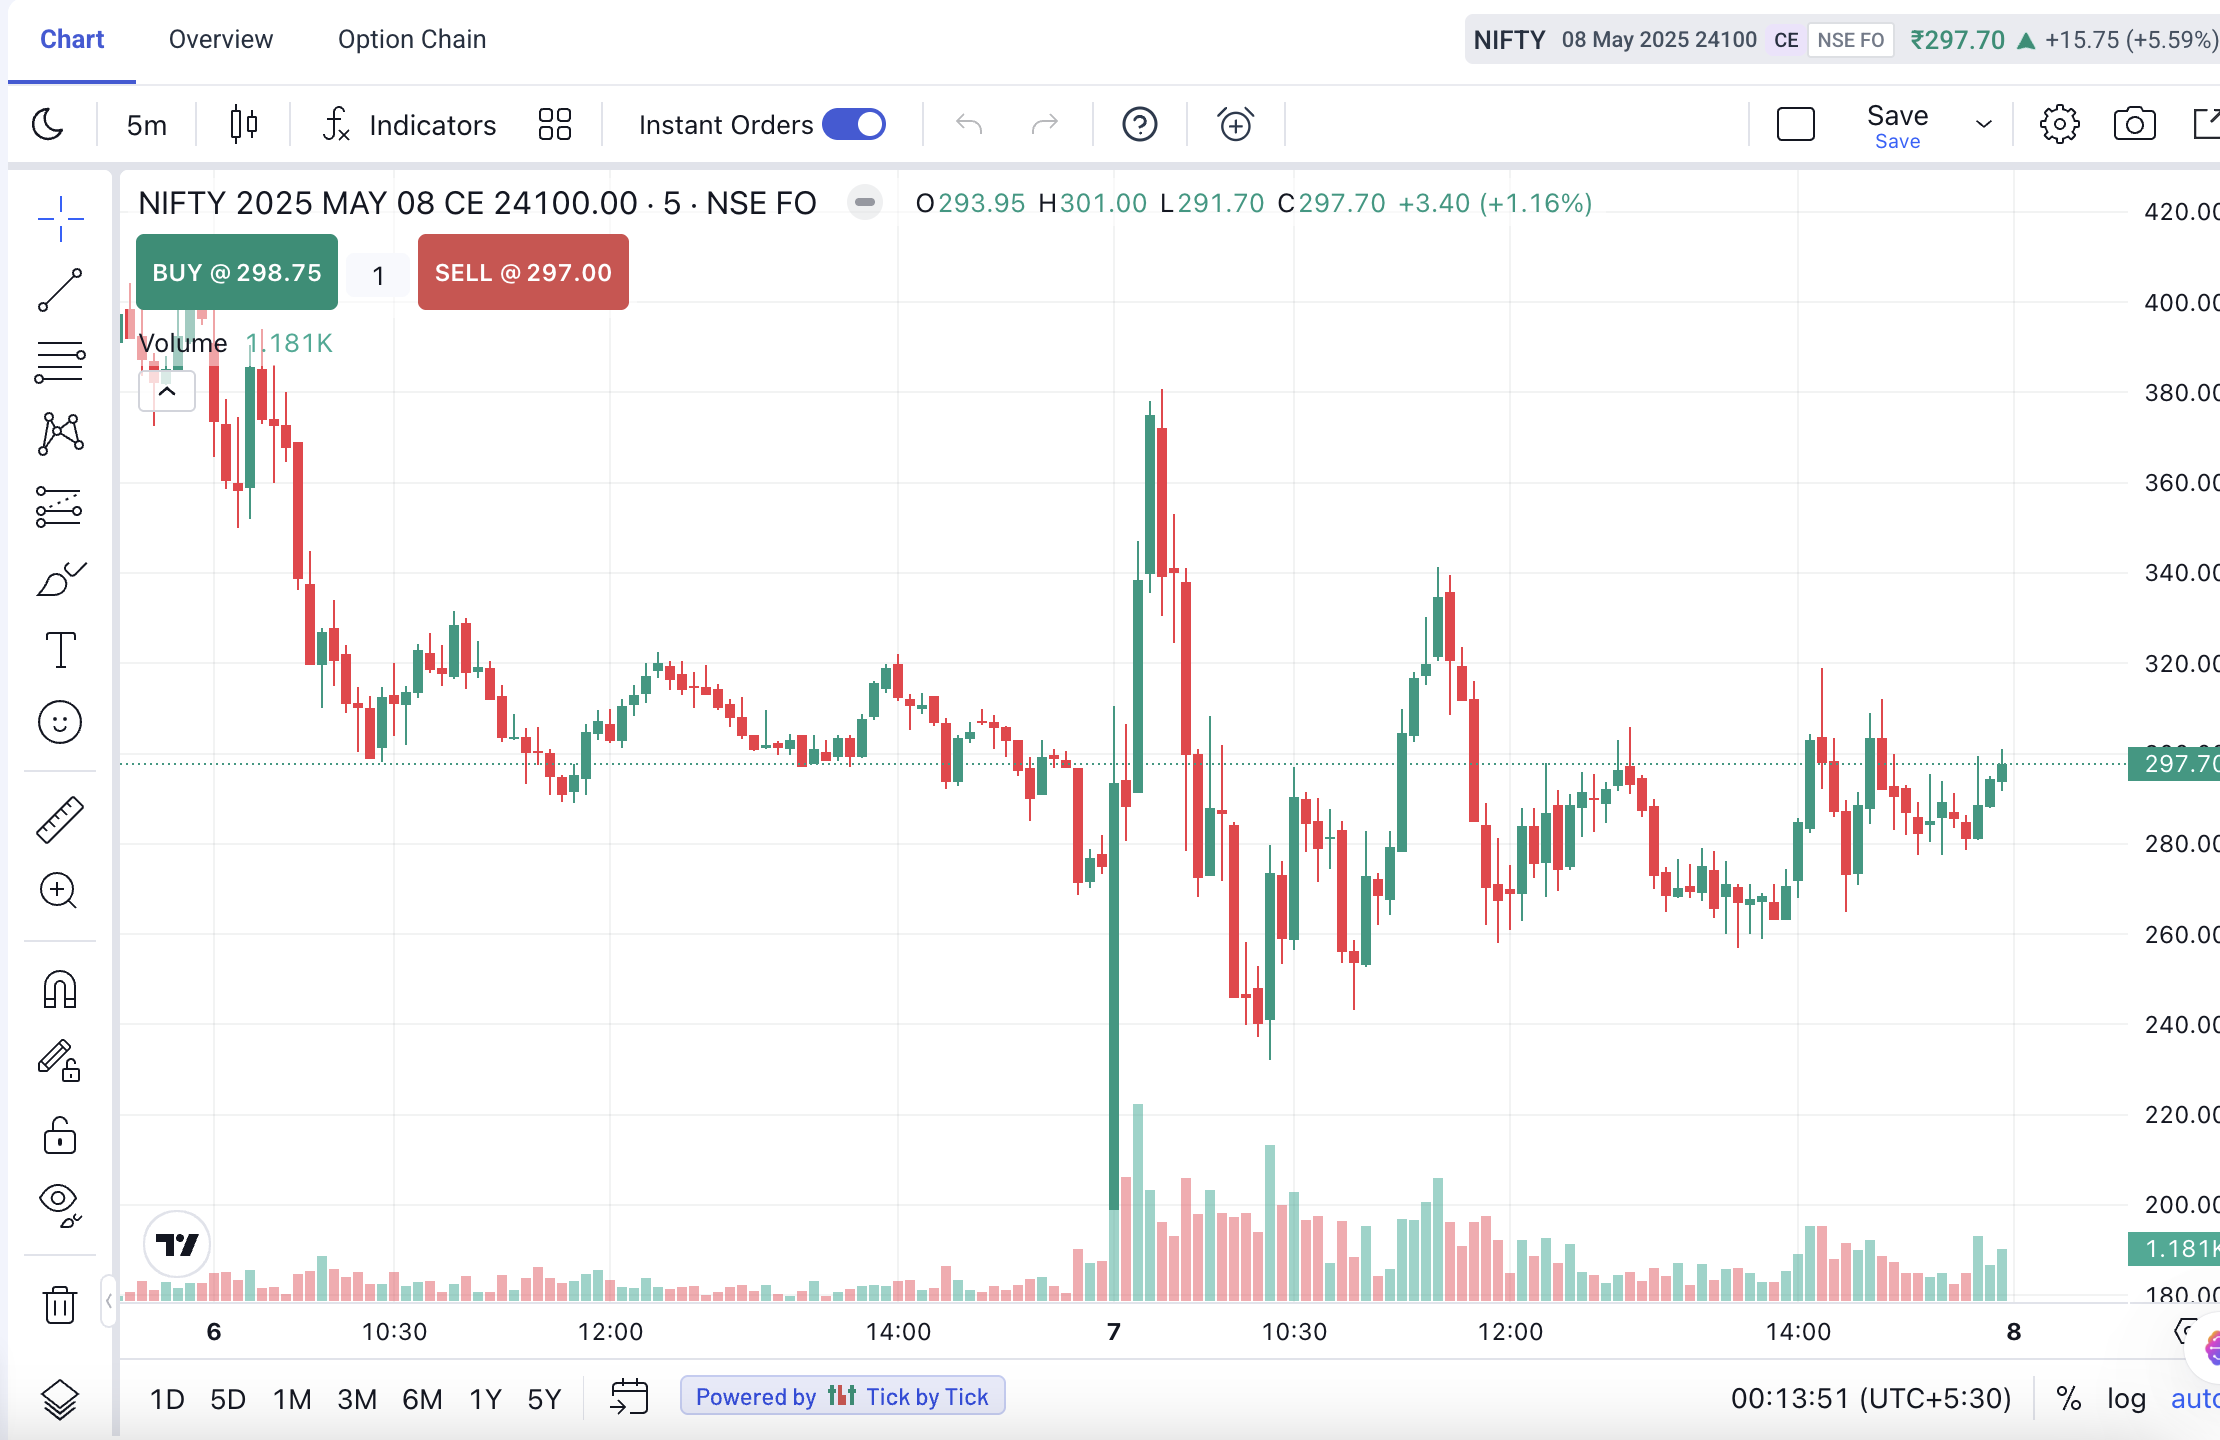 Chart Overview Option Chain NIFTY 08 May 2025 24100 CE NSE FO ₹297.70 ▲ +15.75 (+5.59%)
5m Indicators Instant Orders Save
Save
NIFTY 2025 MAY 08 CE 24100.00 · 5 · NSE FO O293.95 H301.00 L291.70 C297.70 +3.40 (+1.16%)
BUY @ 298.75 1 SELL @ 297.00
Volume 1.181K
420.00
400.00
380.00
360.00
340.00
320.00
297.70
280.00
260.00
240.00
220.00
200.00
1.181K
180.00
6 10:30 12:00 14:00 7 10:30 12:00 14:00 8
1D 5D 1M 3M 6M 1Y 5Y Powered by Tick by Tick 00:13:51 (UTC+5:30) % log auto